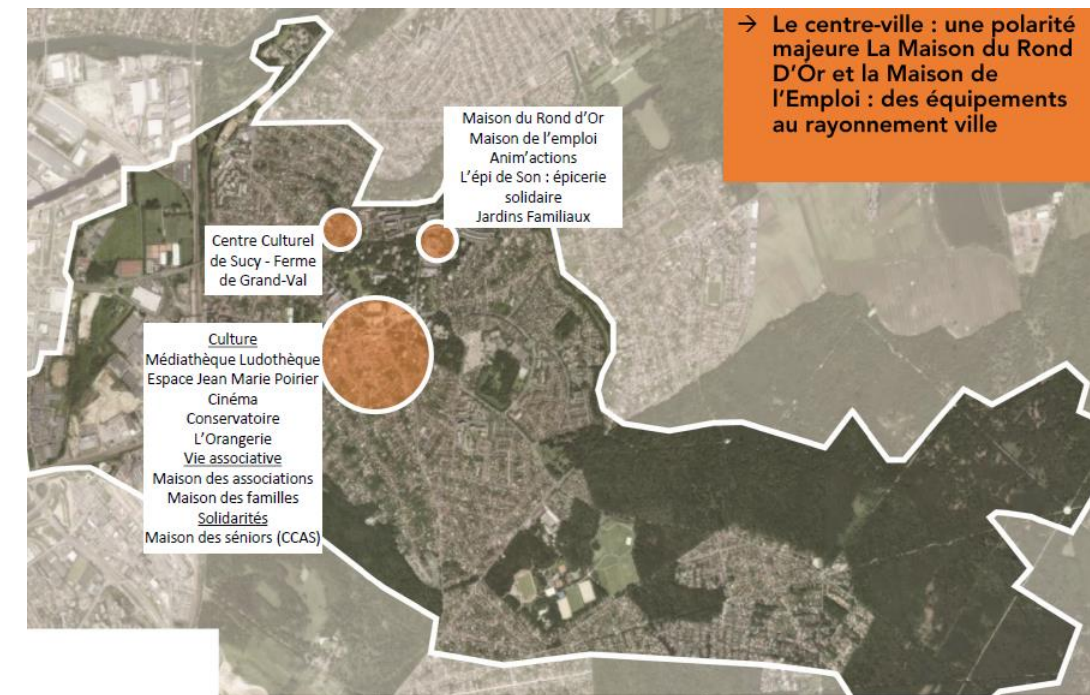 → Le centre-ville : une polarité
majeure La Maison du Rond
D'Or et la Maison de
l'Emploi : des équipements
au rayonnement ville
Maison du Rond d'Or
Maison de l'emploi
Anim'actions
L'épi de Son : épicerie
solidaire
Jardins Familiaux
Centre Culturel
de Sucy - Ferme
de Grand-Val
Culture
Médiathèque Ludothèque
Espace Jean Marie Poirier
Cinéma
Conservatoire
L'Orangerie
Vie associative
Maison des associations
Maison des familles
Solidarités
Maison des séniors (CCAS)